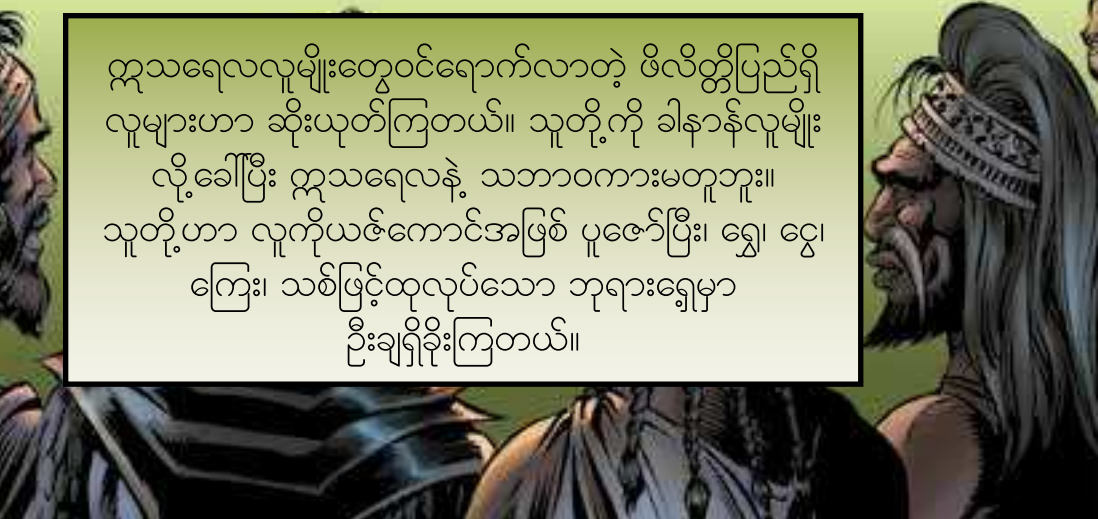 ဣသရေလလူမျိုးတွေဝင်ရောက်လာတဲ့ ဖိလိတ္တိပြည်ရှိ
လူများဟာ ဆိုးယုတ်ကြတယ်။ သူတို့ကို ခါနာန်လူမျိုး
လို့ခေါ်ပြီး ဣသရေလနဲ့ သဘာဝကားမတူဘူး။
သူတို့ဟာ လူကိုယဇ်ကောင်အဖြစ် ပူဇော်ပြီး၊ ရွှေ၊ ငွေ၊
ကြေး၊ သစ်ဖြင့်ထုလုပ်သော ဘုရားရှေ့မှာ
ဦးချရှိခိုးကြတယ်။